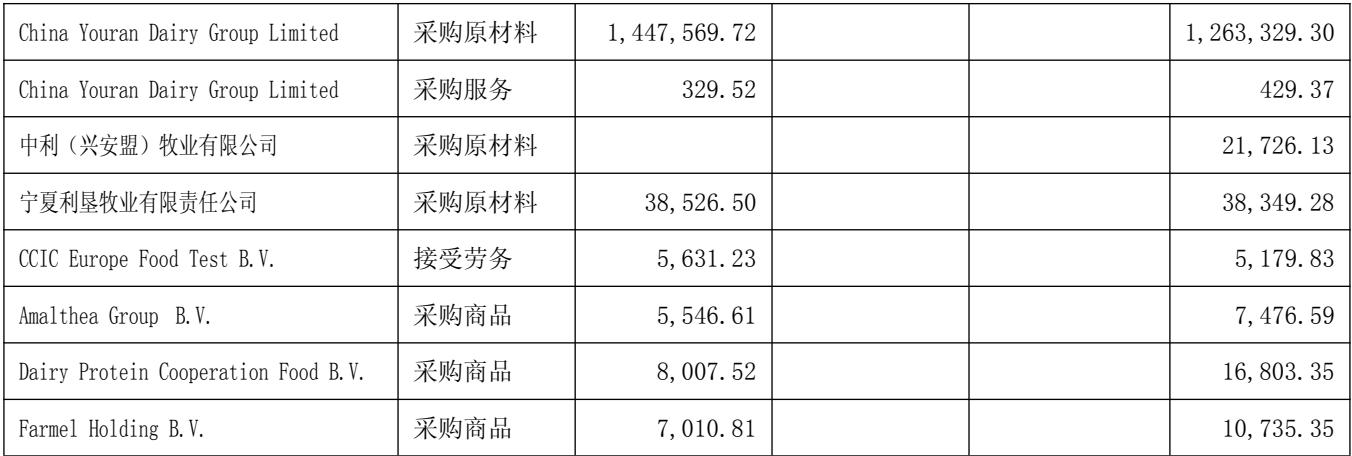 China Youran Dairy Group Limited 采购原材料 1,447,569.72 1,263,329.30
China Youran Dairy Group Limited 采购服务 329.52 429.37
中利（兴安盟）牧业有限公司 采购原材料 21,726.13
宁夏利垦牧业有限责任公司 采购原材料 38,526.50 38,349.28
CCIC Europe Food Test B.V. 接受劳务 5,631.23 5,179.83
Amalthea Group B.V. 采购商品 5,546.61 7,476.59
Dairy Protein Cooperation Food B.V. 采购商品 8,007.52 16,803.35
Farmel Holding B.V. 采购商品 7,010.81 10,735.35